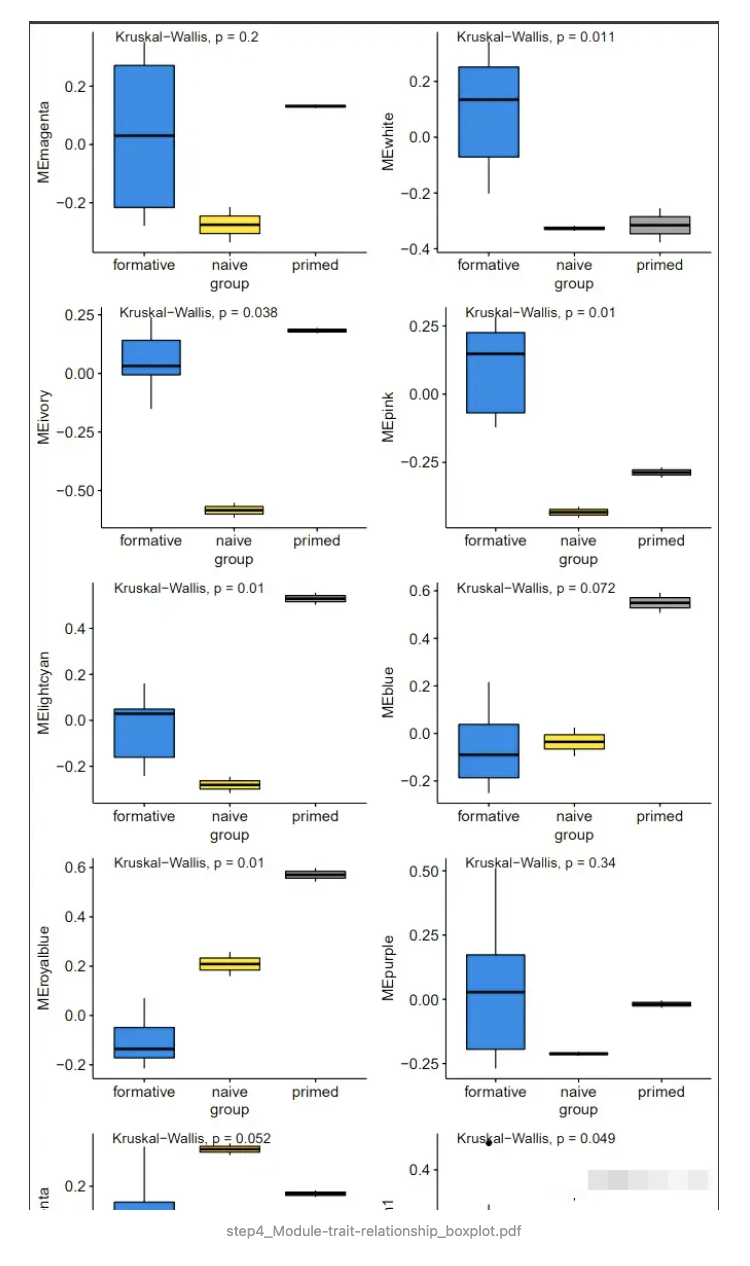 Kruskal−Wallis, p = 0.2
0.2
0.0
−0.2
MEmagenta
formative naive primed
group
Kruskal−Wallis, p = 0.011
0.2
0.0
−0.2
−0.4
MEwhite
formative naive primed
group
Kruskal−Wallis, p = 0.038
0.25
0.00
−0.25
−0.50
MEivory
formative naive primed
group
Kruskal−Wallis, p = 0.01
0.25
0.00
−0.25
MEpink
formative naive primed
group
Kruskal−Wallis, p = 0.01
0.4
0.2
0.0
−0.2
MElightcyan
formative naive primed
group
Kruskal−Wallis, p = 0.072
0.6
0.4
0.2
0.0
−0.2
MEblue
formative naive primed
group
Kruskal−Wallis, p = 0.01
0.6
0.4
0.2
0.0
−0.2
MEroyalblue
formative naive primed
group
Kruskal−Wallis, p = 0.34
0.50
0.25
0.00
−0.25
MEpurple
formative naive primed
group
Kruskal−Wallis, p = 0.052
0.2
nta
Kruskal−Wallis, p = 0.049
0.4
n1
step4_Module-trait-relationship_boxplot.pdf